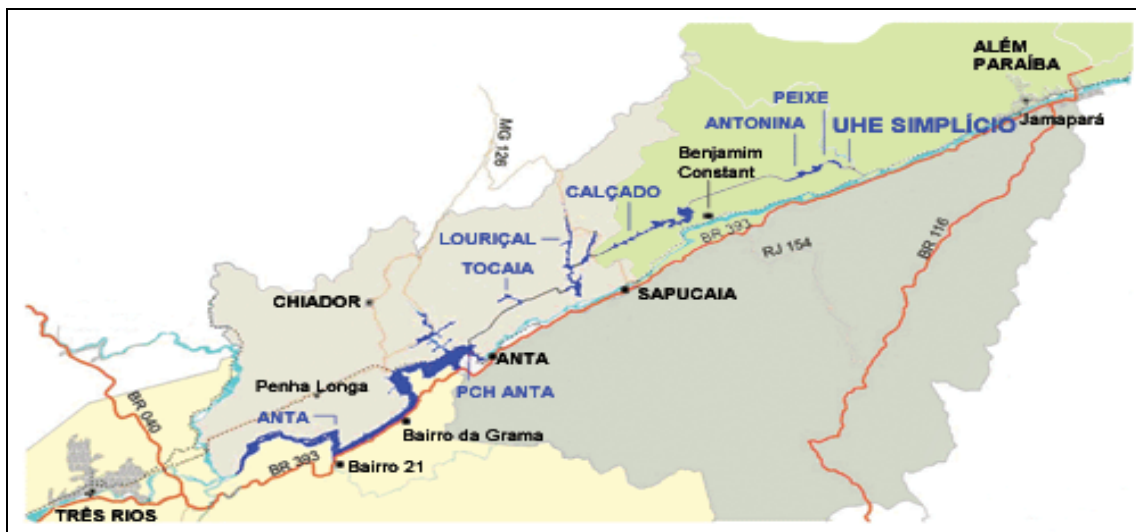 ALÉM
PARAÍBA
PEIXE
ANTONINA
UHE SIMPLÍCIO
Jamapará
MG 126
Benjamim
Constant
CALÇADO
BR 393
LOURIÇAL
RJ 154
BR 116
TOCAIA
CHIADOR
SAPUCAIA
ANTA
Penha Longa
PCH ANTA
BR 040
ANTA
Bairro da Grama
BR 393
Bairro 21
TRÊS RIOS